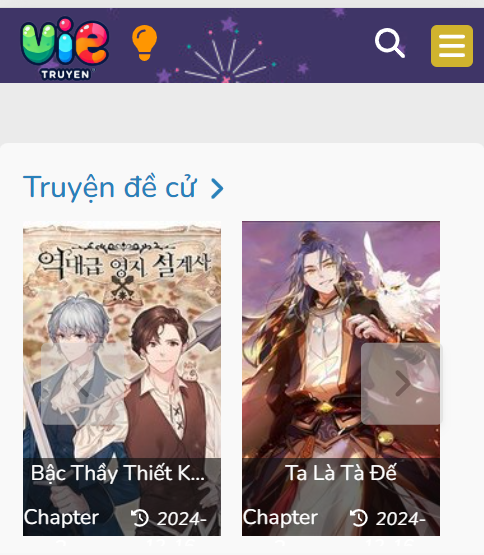 vie
TRUYEN
Truyện đề cử
역대급 영지 설계사
Bậc Thầy Thiết K...
Ta Là Tà Đế
Chapter 2024-
Chapter 2024-